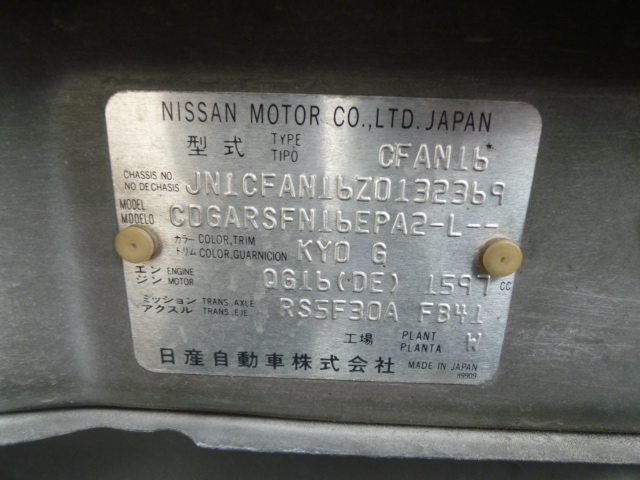 NISSAN MOTOR CO.,LTD. JAPAN
型式 TYPE TIPO CFAN16
CHASSIS NO. NO.DE CHASIS JN1CFAN16Z0132369
MODEL MODELO CDGARSFN16EPA2-L--
カラー COLOR,TRIM トリム COLOR,GUARNICION KY0 G
エンジン ENGINE MOTOR QG16(DE) 1597 CC
ミッション TRANS.AXLE アクスル TRANS.,EJE RS5F30A FB41
工場 PLANT PLANTA W
日産自動車株式会社 MADE IN JAPAN
89909